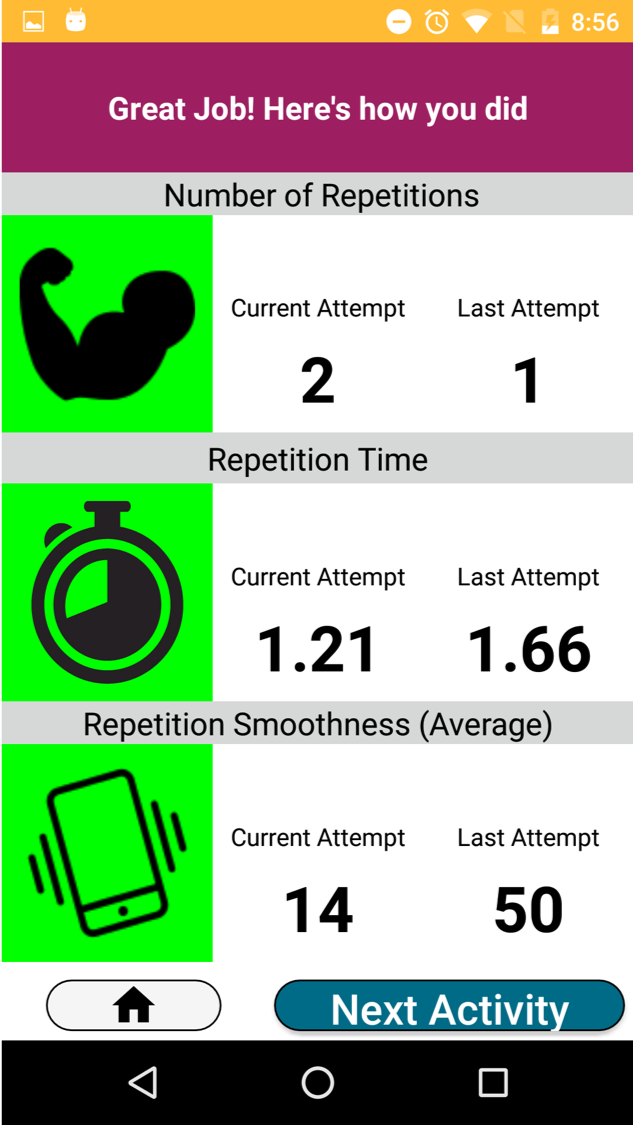 8:56
Great Job! Here's how you did
Number of Repetitions
Current Attempt Last Attempt
2 1
Repetition Time
Current Attempt Last Attempt
1.21 1.66
Repetition Smoothness (Average)
Current Attempt Last Attempt
14 50
Next Activity